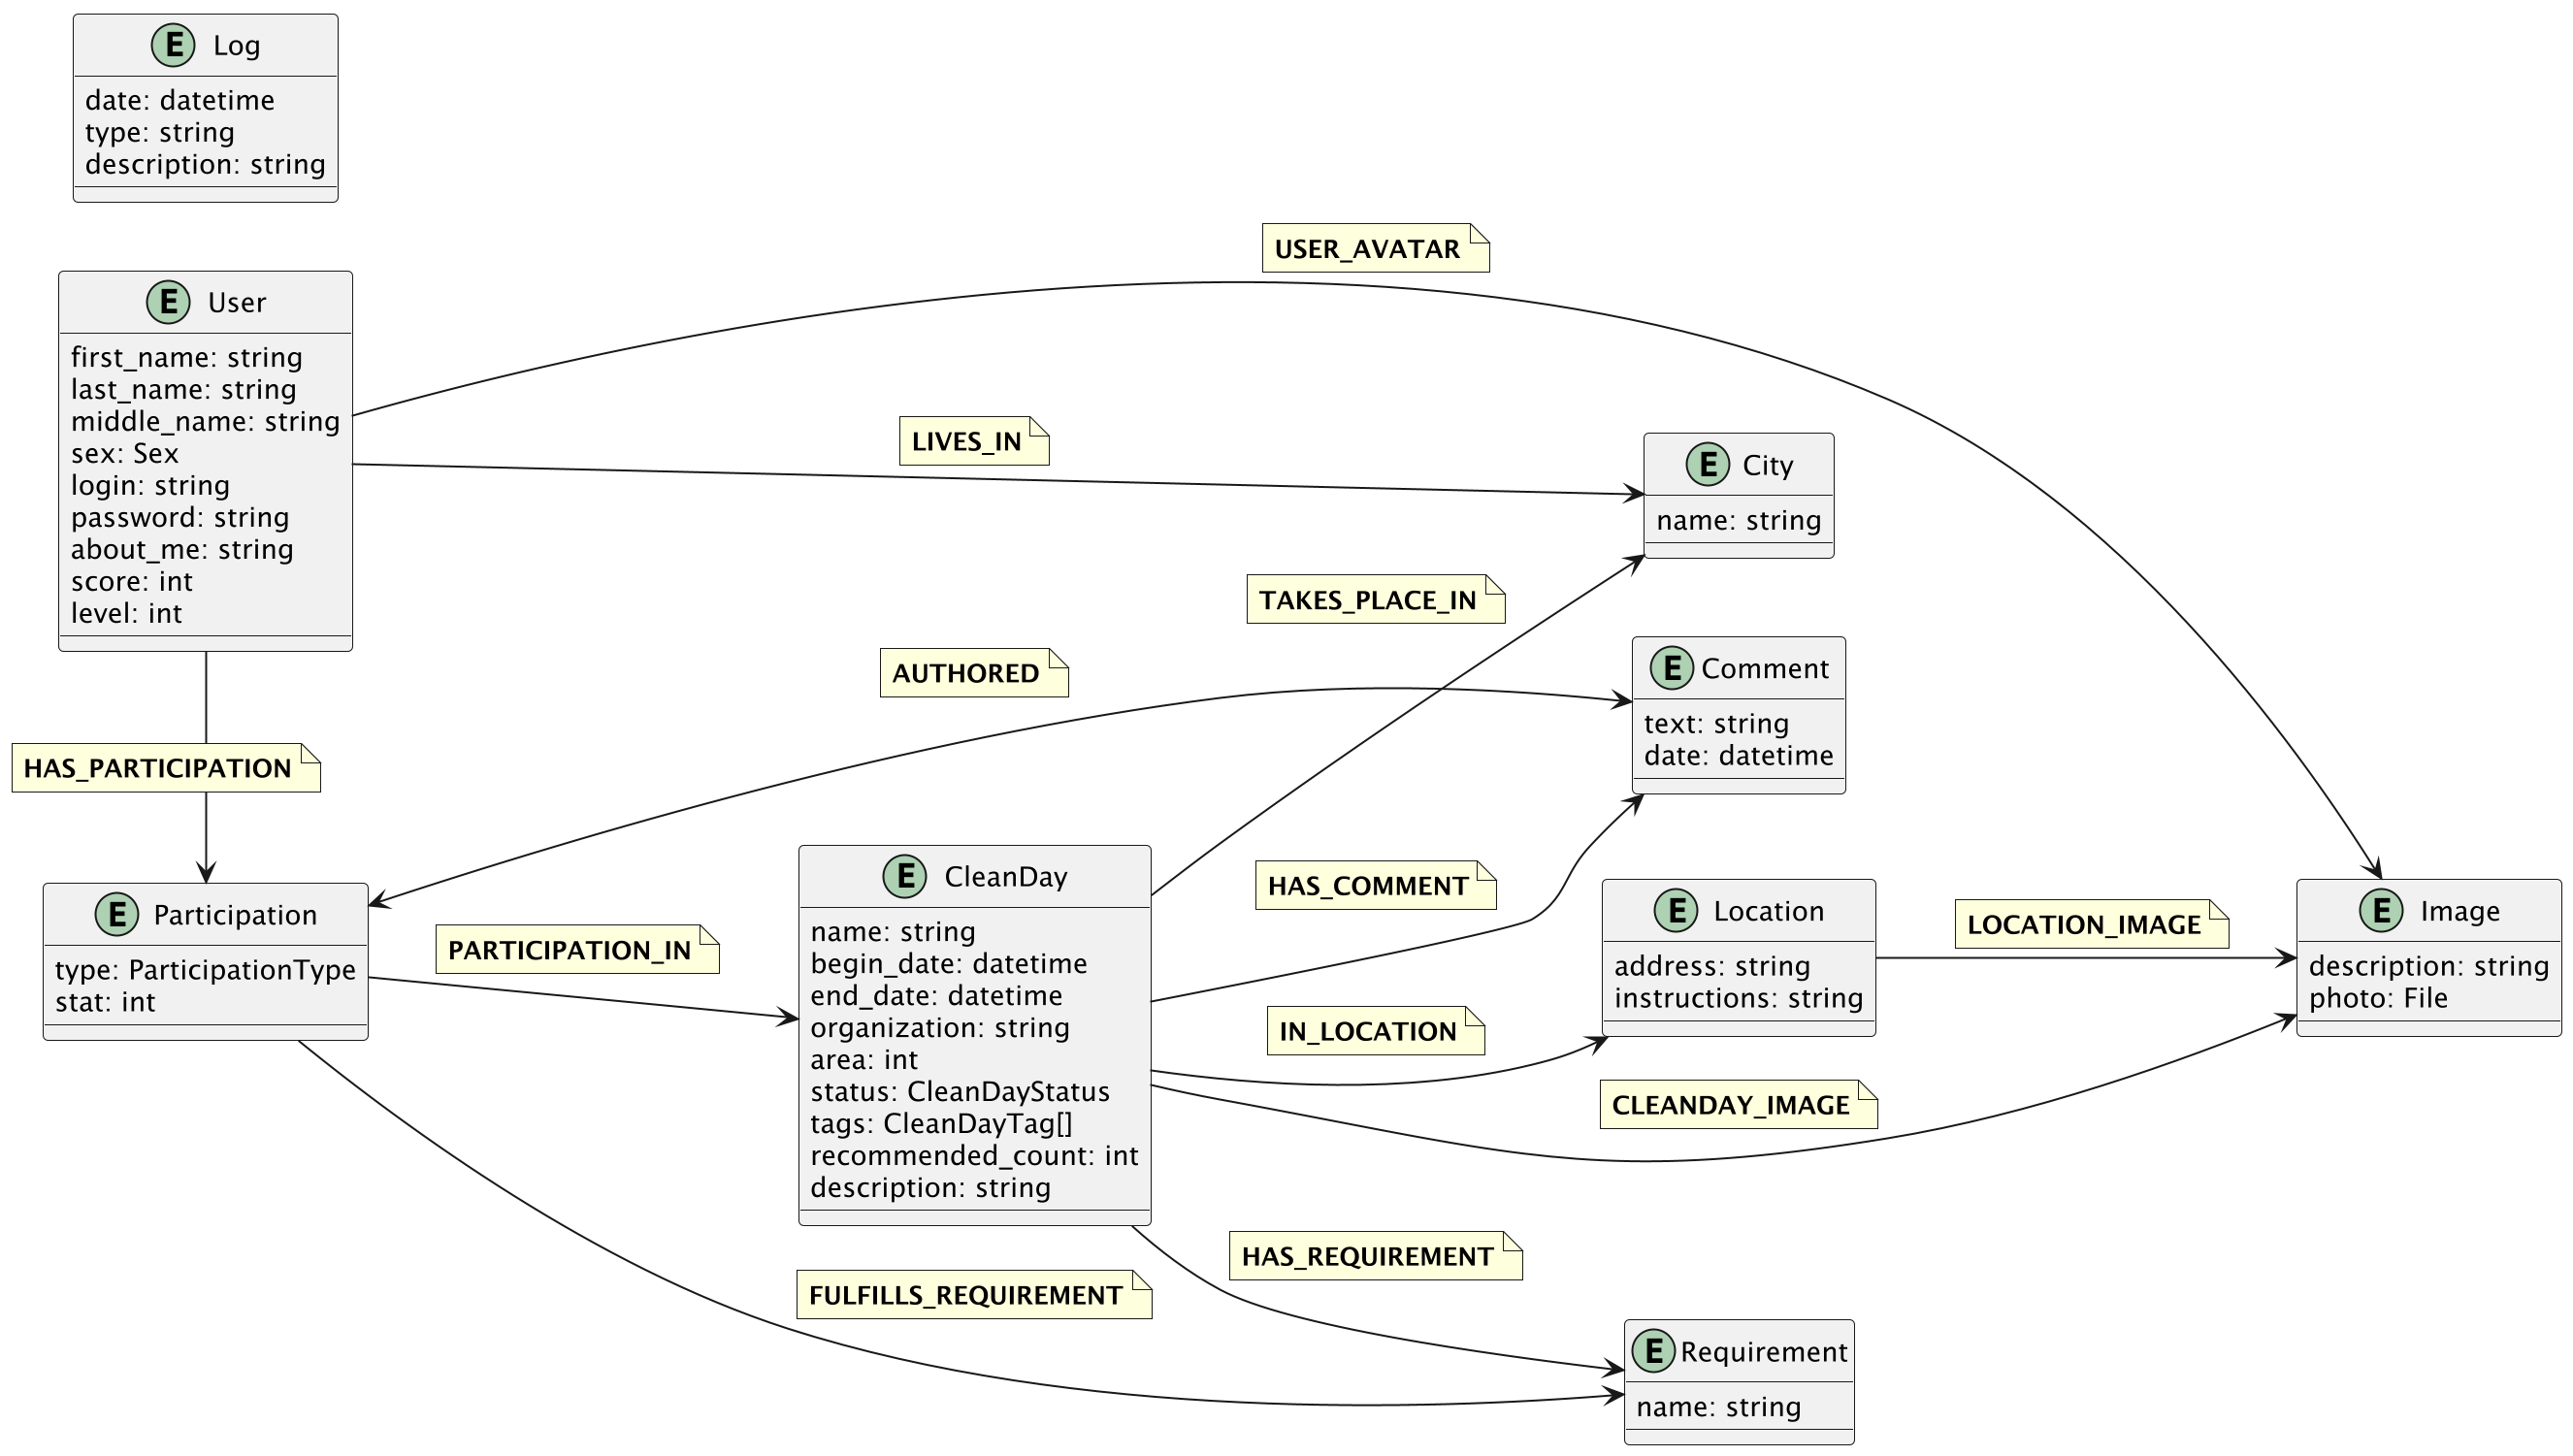 E Log
date: datetime
type: string
description: string
USER_AVATAR
E User
first_name: string
last_name: string
middle_name: string
sex: Sex
login: string
password: string
about_me: string
score: int
level: int
LIVES_IN
E City
name: string
TAKES_PLACE_IN
AUTHORED
E Comment
text: string
date: datetime
HAS_PARTICIPATION
E Participation
type: ParticipationType
stat: int
PARTICIPATION_IN
E CleanDay
name: string
begin_date: datetime
end_date: datetime
organization: string
area: int
status: CleanDayStatus
tags: CleanDayTag[]
recommended_count: int
description: string
HAS_COMMENT
IN_LOCATION
E Location
address: string
instructions: string
LOCATION_IMAGE
E Image
description: string
photo: File
CLEANDAY_IMAGE
HAS_REQUIREMENT
FULFILLS_REQUIREMENT
E Requirement
name: string